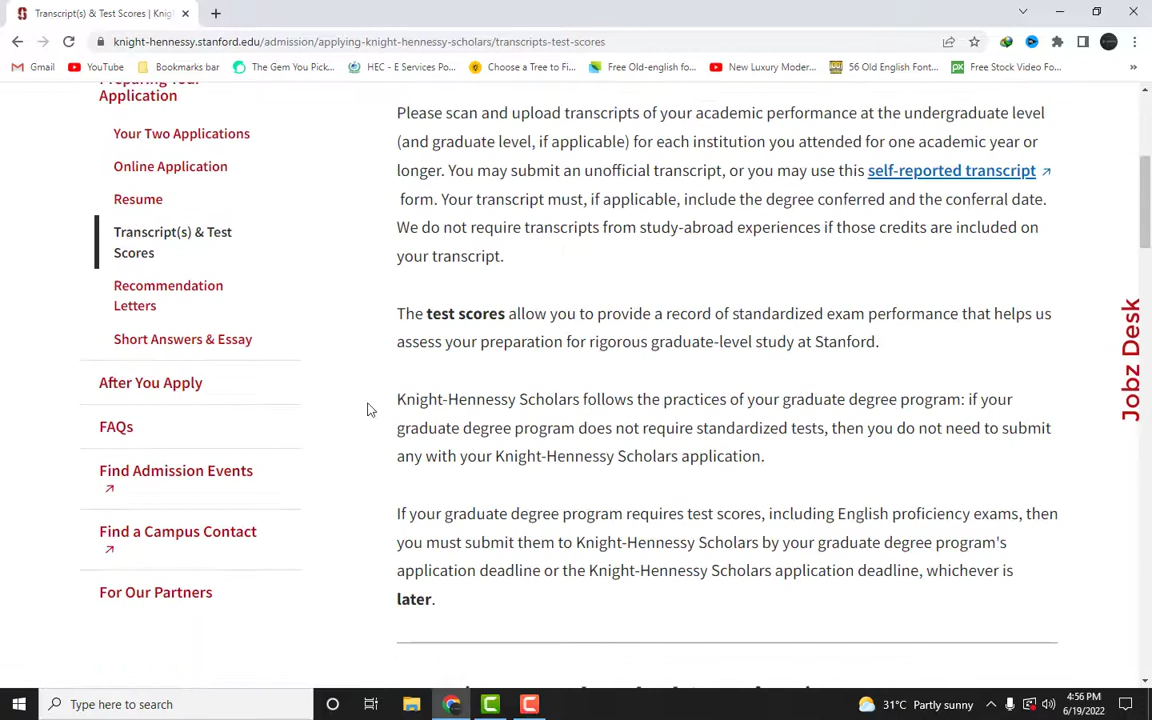 Transcript(s) & Test Scores | Knig
knight-hennessy.stanford.edu/admission/applying-knight-hennessy-scholars/transcripts-test-scores
Gmail
YouTube
Bookmarks bar
The Gem You Pick...
HEC - E Services Po...
Choose a Tree to Fi...
Free Old-english fo...
New Luxury Moder...
56 Old English Font...
Free Stock Video Fo...
»
Application
Your Two Applications
Online Application
Resume
Transcript(s) & Test
Scores
Recommendation
Letters
Short Answers & Essay
After You Apply
FAQs
Find Admission Events
Find a Campus Contact
For Our Partners
Please scan and upload transcripts of your academic performance at the undergraduate level
(and graduate level, if applicable) for each institution you attended for one academic year or
longer. You may submit an unofficial transcript, or you may use this self-reported transcript
form. Your transcript must, if applicable, include the degree conferred and the conferral date.
We do not require transcripts from study-abroad experiences if those credits are included on
your transcript.
The test scores allow you to provide a record of standardized exam performance that helps us
assess your preparation for rigorous graduate-level study at Stanford.
Knight-Hennessy Scholars follows the practices of your graduate degree program: if your
graduate degree program does not require standardized tests, then you do not need to submit
any with your Knight-Hennessy Scholars application.
If your graduate degree program requires test scores, including English proficiency exams, then
you must submit them to Knight-Hennessy Scholars by your graduate degree program's
application deadline or the Knight-Hennessy Scholars application deadline, whichever is
later.
Jobz Desk
Type here to search
31°C Partly sunny
4:56 PM
6/19/2022